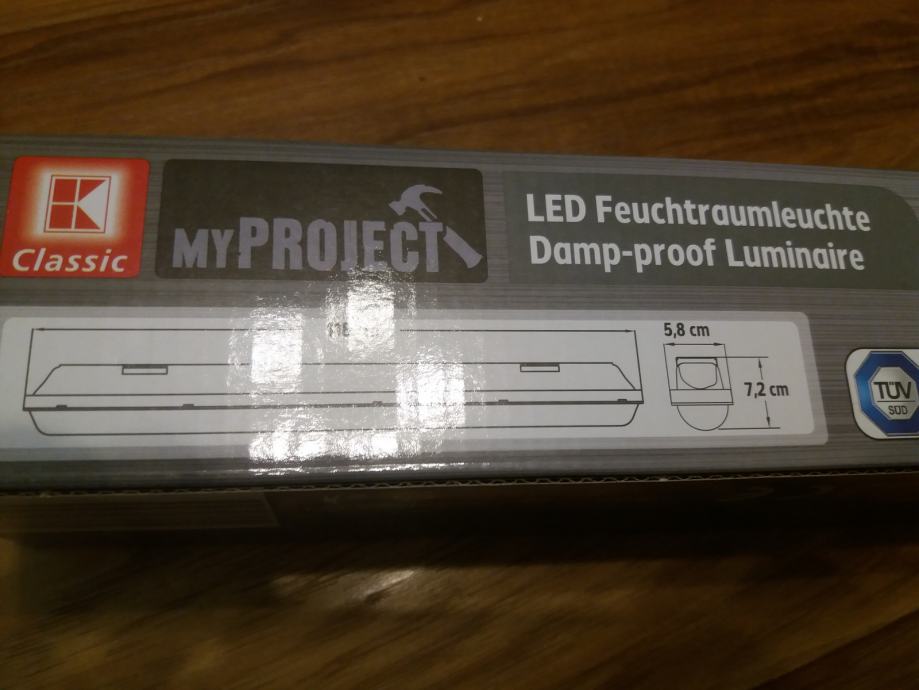 Classic
MYPROJECT
LED Feuchtraumleuchte
Damp-proof Luminaire
5,8 cm
7,2 cm
TÜV
SÜD